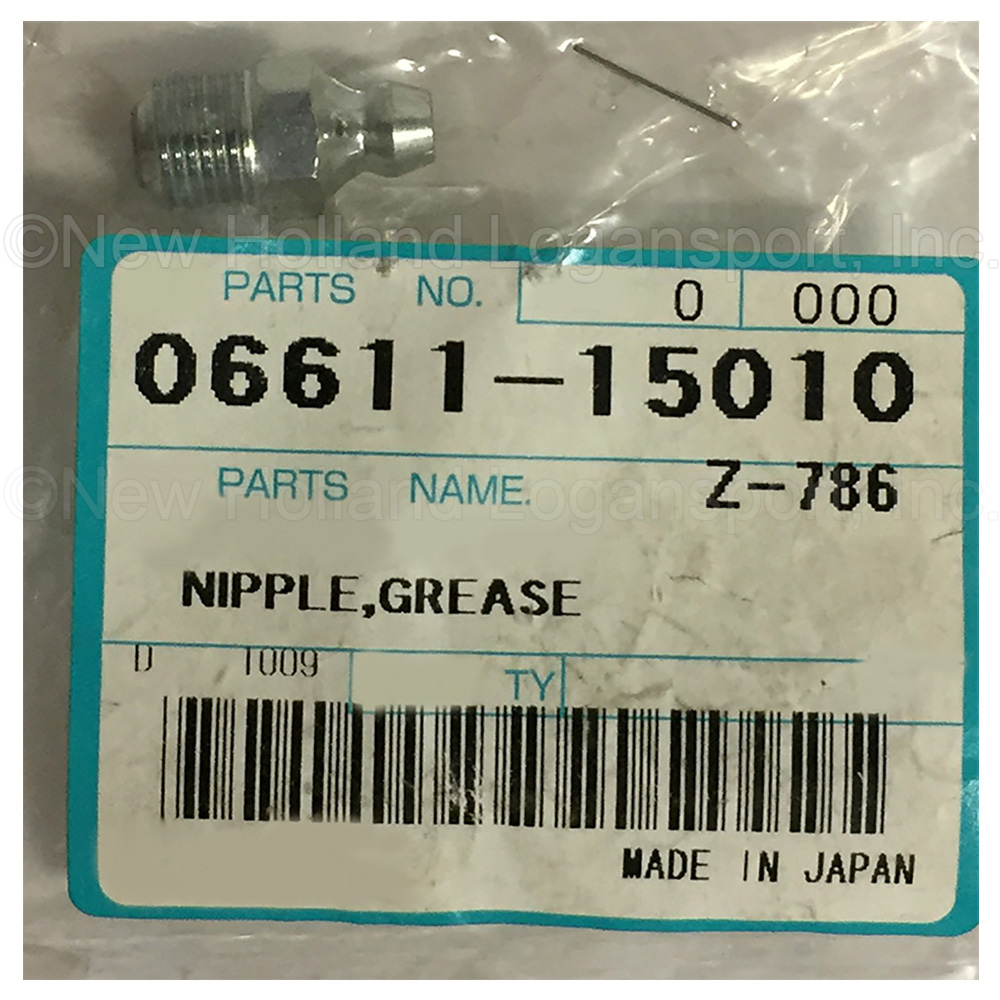 ©New Holland Logansport, Inc.
PARTS NO. 0 000
06611-15010
©New Holland Logansport, Inc.
PARTS NAME. Z-786
NIPPLE,GREASE
D 1009
TY
MADE IN JAPAN